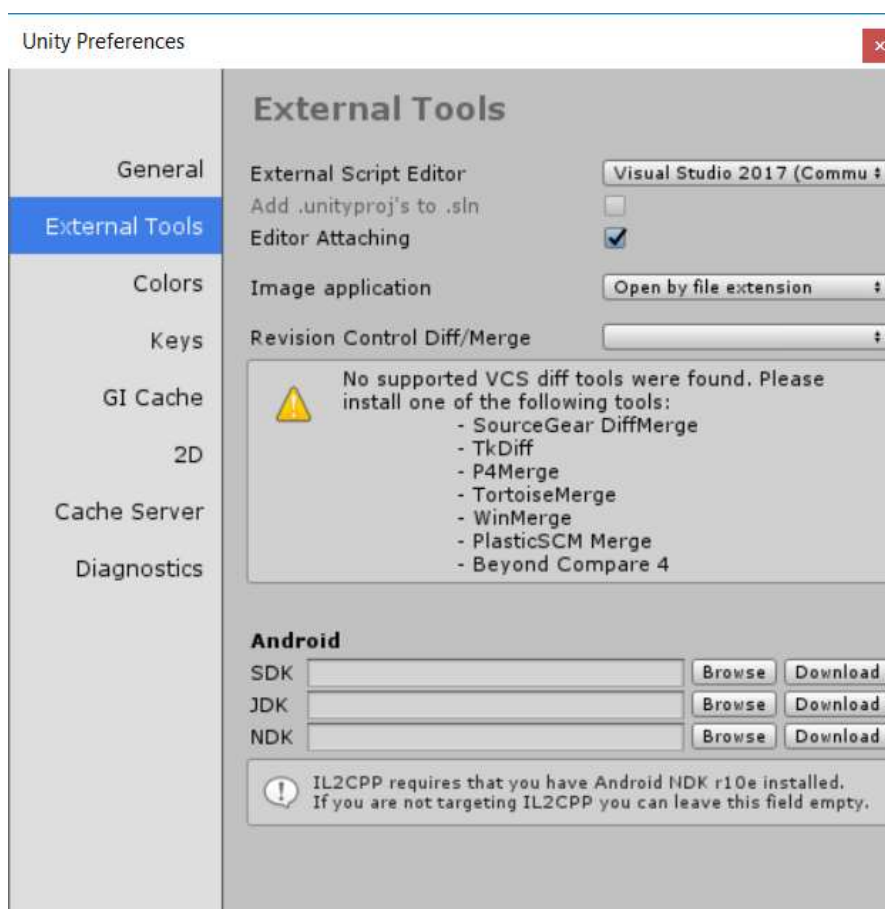 Unity Preferences
External Tools
General
External Tools
Colors
Keys
GI Cache
2D
Cache Server
Diagnostics
External Script Editor Visual Studio 2017 (Commu
Add .unityproj's to .sln
Editor Attaching
Image application Open by file extension
Revision Control Diff/Merge
No supported VCS diff tools were found. Please
install one of the following tools:
- SourceGear DiffMerge
- TkDiff
- P4Merge
- TortoiseMerge
- WinMerge
- PlasticSCM Merge
- Beyond Compare 4
Android
SDK Browse Download
JDK Browse Download
NDK Browse Download
IL2CPP requires that you have Android NDK r10e installed.
If you are not targeting IL2CPP you can leave this field empty.